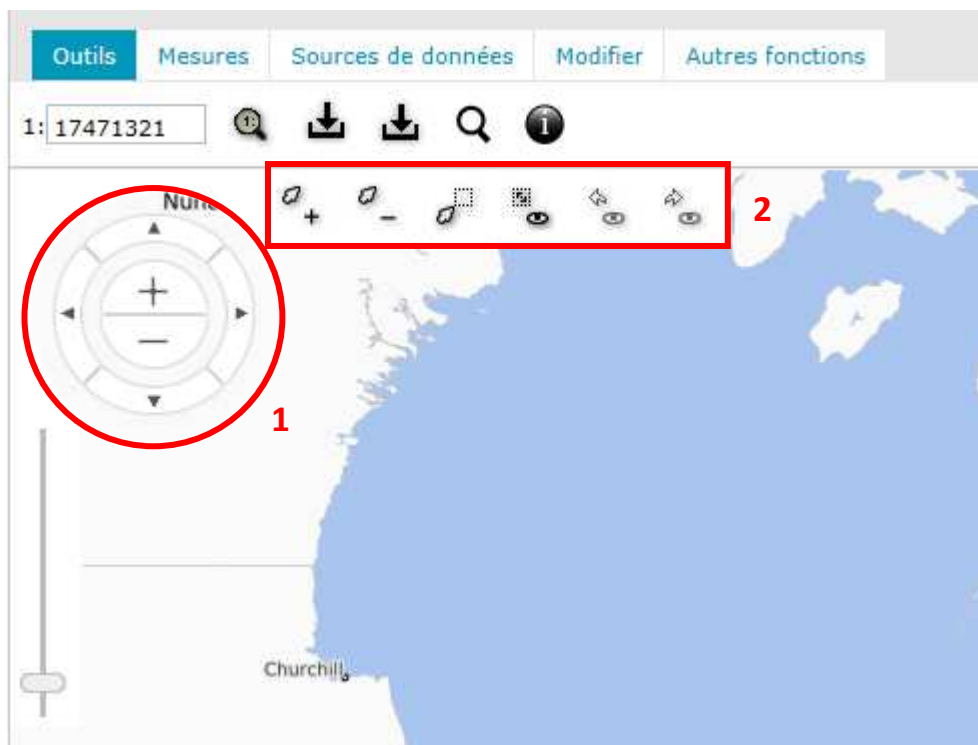 Outils Mesures Sources de données Modifier Autres fonctions
1: 17471321
2
1
Churchill